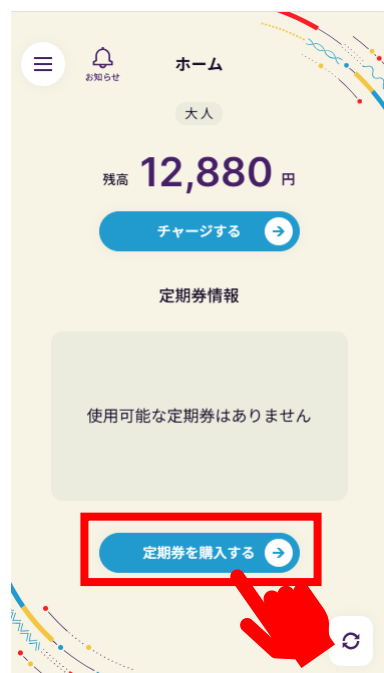 お知らせ
ホーム
大人
残高 12,880 円
チャージする
定期券情報
使用可能な定期券はありません
定期券を購入する